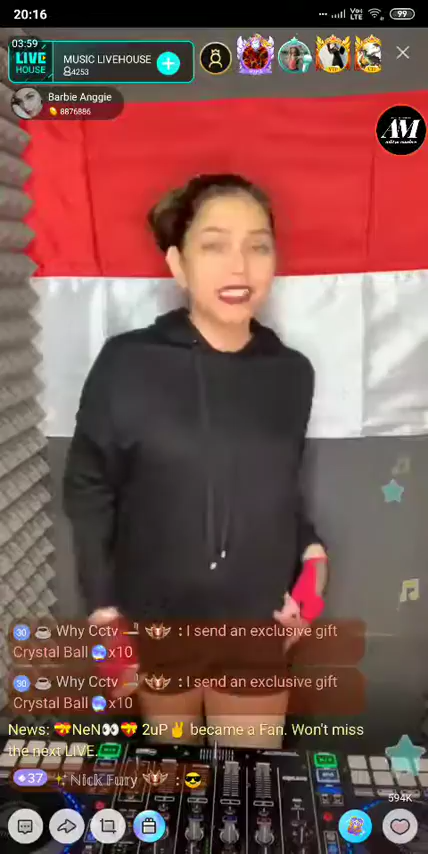 20:16
Vo
LTE
99
03:59
LIVE
HOUSE
MUSIC LIVEHOUSE
4253
Barbie Anggie
8876886
AM
30 ☕ Why Cctv 🚬 : I send an exclusive gift
Crystal Ball 🔮x10
30 ☕ Why Cctv 🚬 : I send an exclusive gift
Crystal Ball 🔮x10
News: 💝NeN👀💝 2uP✌ became a Fan. Won't miss
the next LIVE.
37 ✨ Nick Fury : 😎
594K